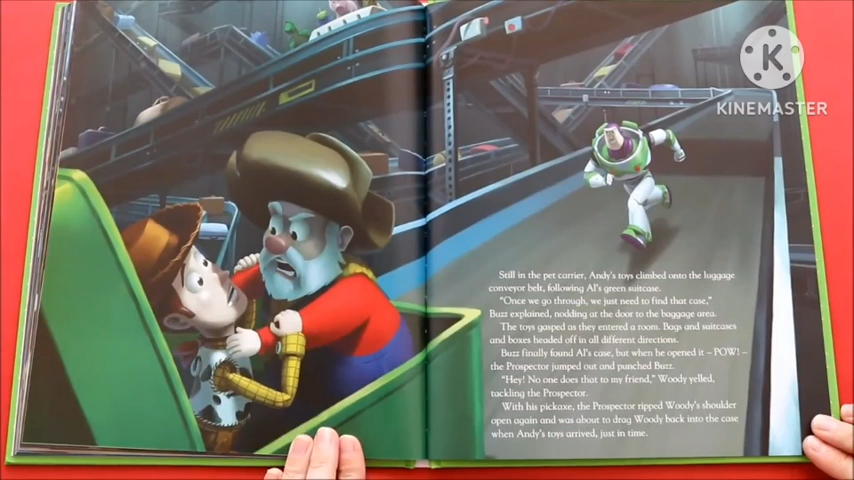 KINEMASTER
Still in the pet carrier, Andy's toys climbed onto the luggage
conveyor belt, following Al's green suitcase.
"Once we go through, we just need to find that case,"
Buzz explained, nodding at the door to the baggage area.
The toys gasped as they entered a room. Bags and suitcases
and boxes headed off in all different directions.
Buzz finally found Al's case, but when he opened it – POW! –
the Prospector jumped out and punched Buzz.
"Hey! No one does that to my friend," Woody yelled,
tackling the Prospector.
With his pickaxe, the Prospector ripped Woody's shoulder
open again and was about to drag Woody back into the case
when Andy's toys arrived, just in time.